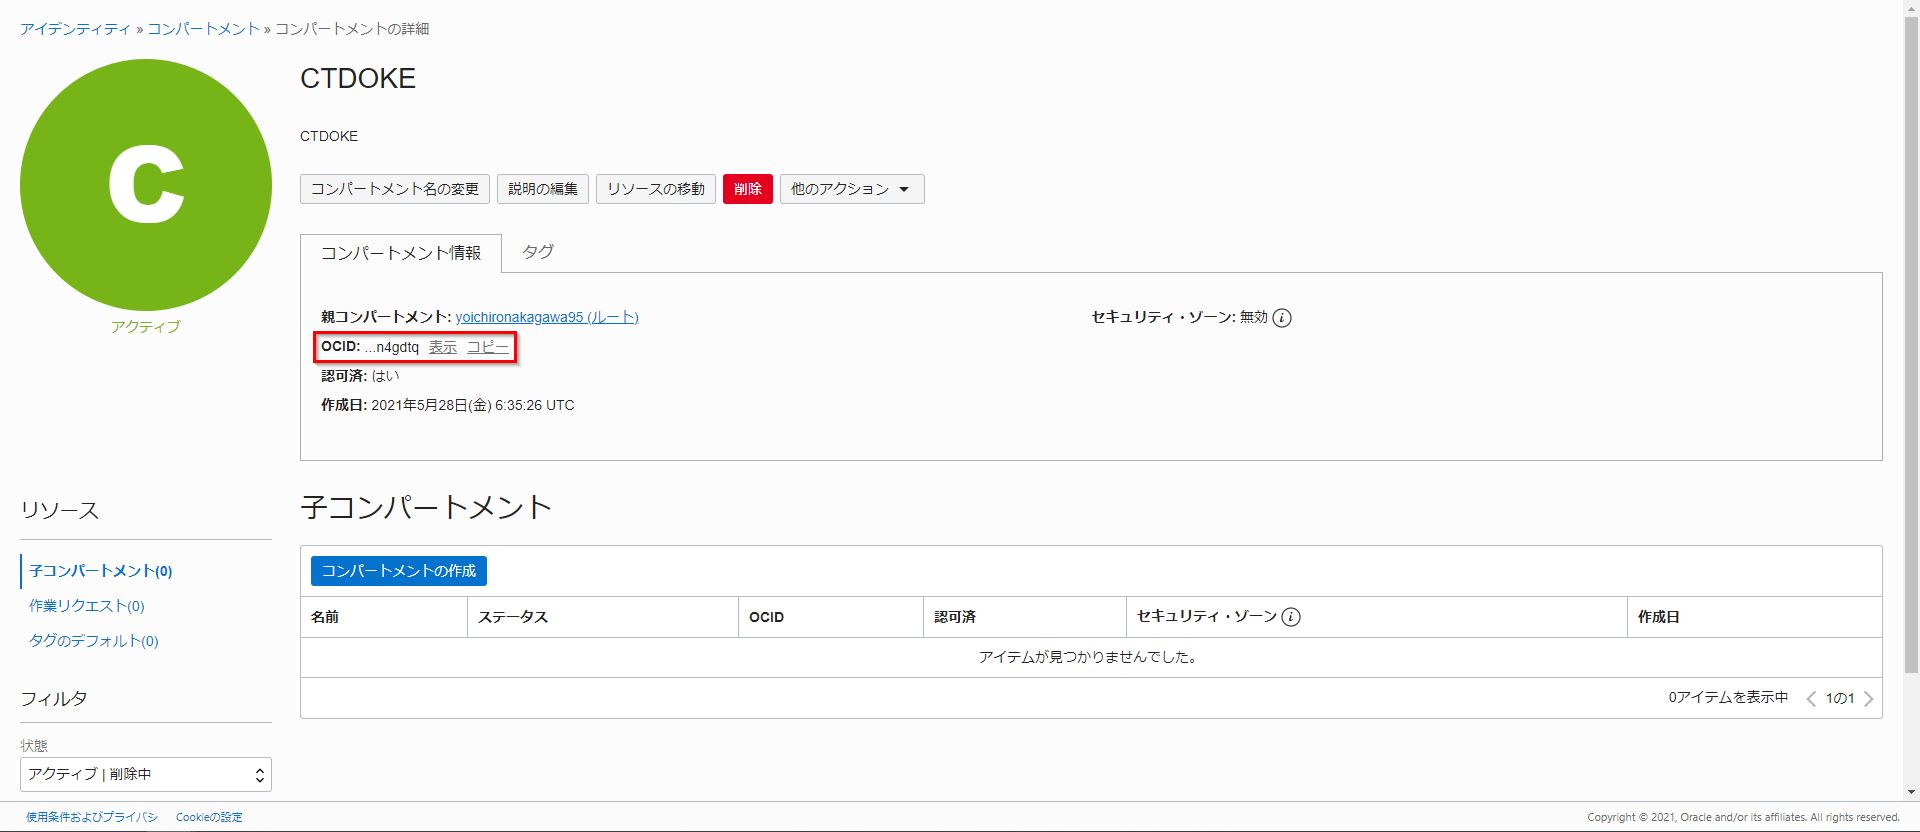 アイデンティティ » コンパートメント » コンパートメントの詳細
C
アクティブ
CTDOKE
CTDOKE
コンパートメント名の変更 説明の編集 リソースの移動 削除 他のアクション
コンパートメント情報 タグ
親コンパートメント: yoichironakagawa95 (ルート)
セキュリティ・ゾーン: 無効 i
OCID: ...n4gdtq 表示 コピー
認可済: はい
作成日: 2021年5月28日(金) 6:35:26 UTC
リソース
子コンパートメント(0)
作業リクエスト(0)
タグのデフォルト(0)
フィルタ
状態
アクティブ | 削除中
子コンパートメント
コンパートメントの作成
名前 ステータス OCID 認可済 セキュリティ・ゾーン i 作成日
アイテムが見つかりませんでした。
0アイテムを表示中 1の1
使用条件およびプライバシ Cookieの設定
Copyright © 2021, Oracle and/or its affiliates. All rights reserved.